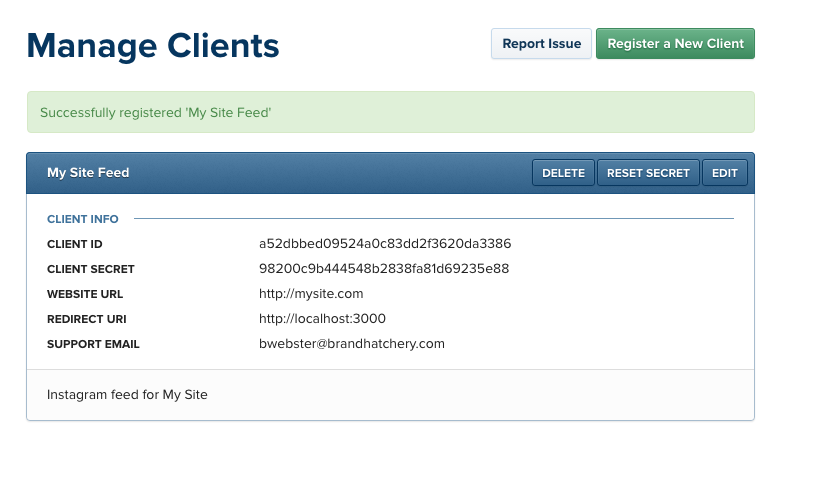 Manage Clients
Report Issue
Register a New Client
Successfully registered 'My Site Feed'
My Site Feed
DELETE
RESET SECRET
EDIT
CLIENT INFO
CLIENT ID a52dbbed09524a0c83dd2f3620da3386
CLIENT SECRET 98200c9b444548b2838fa81d69235e88
WEBSITE URL http://mysite.com
REDIRECT URI http://localhost:3000
SUPPORT EMAIL bwebster@brandhatchery.com
Instagram feed for My Site